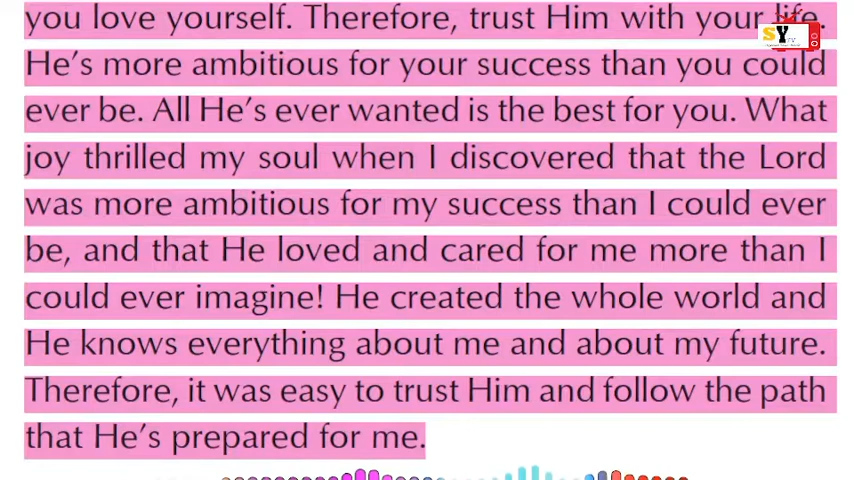 you love yourself. Therefore, trust Him with your life.
He's more ambitious for your success than you could
ever be. All He's ever wanted is the best for you. What
joy thrilled my soul when I discovered that the Lord
was more ambitious for my success than I could ever
be, and that He loved and cared for me more than I
could ever imagine! He created the whole world and
He knows everything about me and about my future.
Therefore, it was easy to trust Him and follow the path
that He's prepared for me.
SY